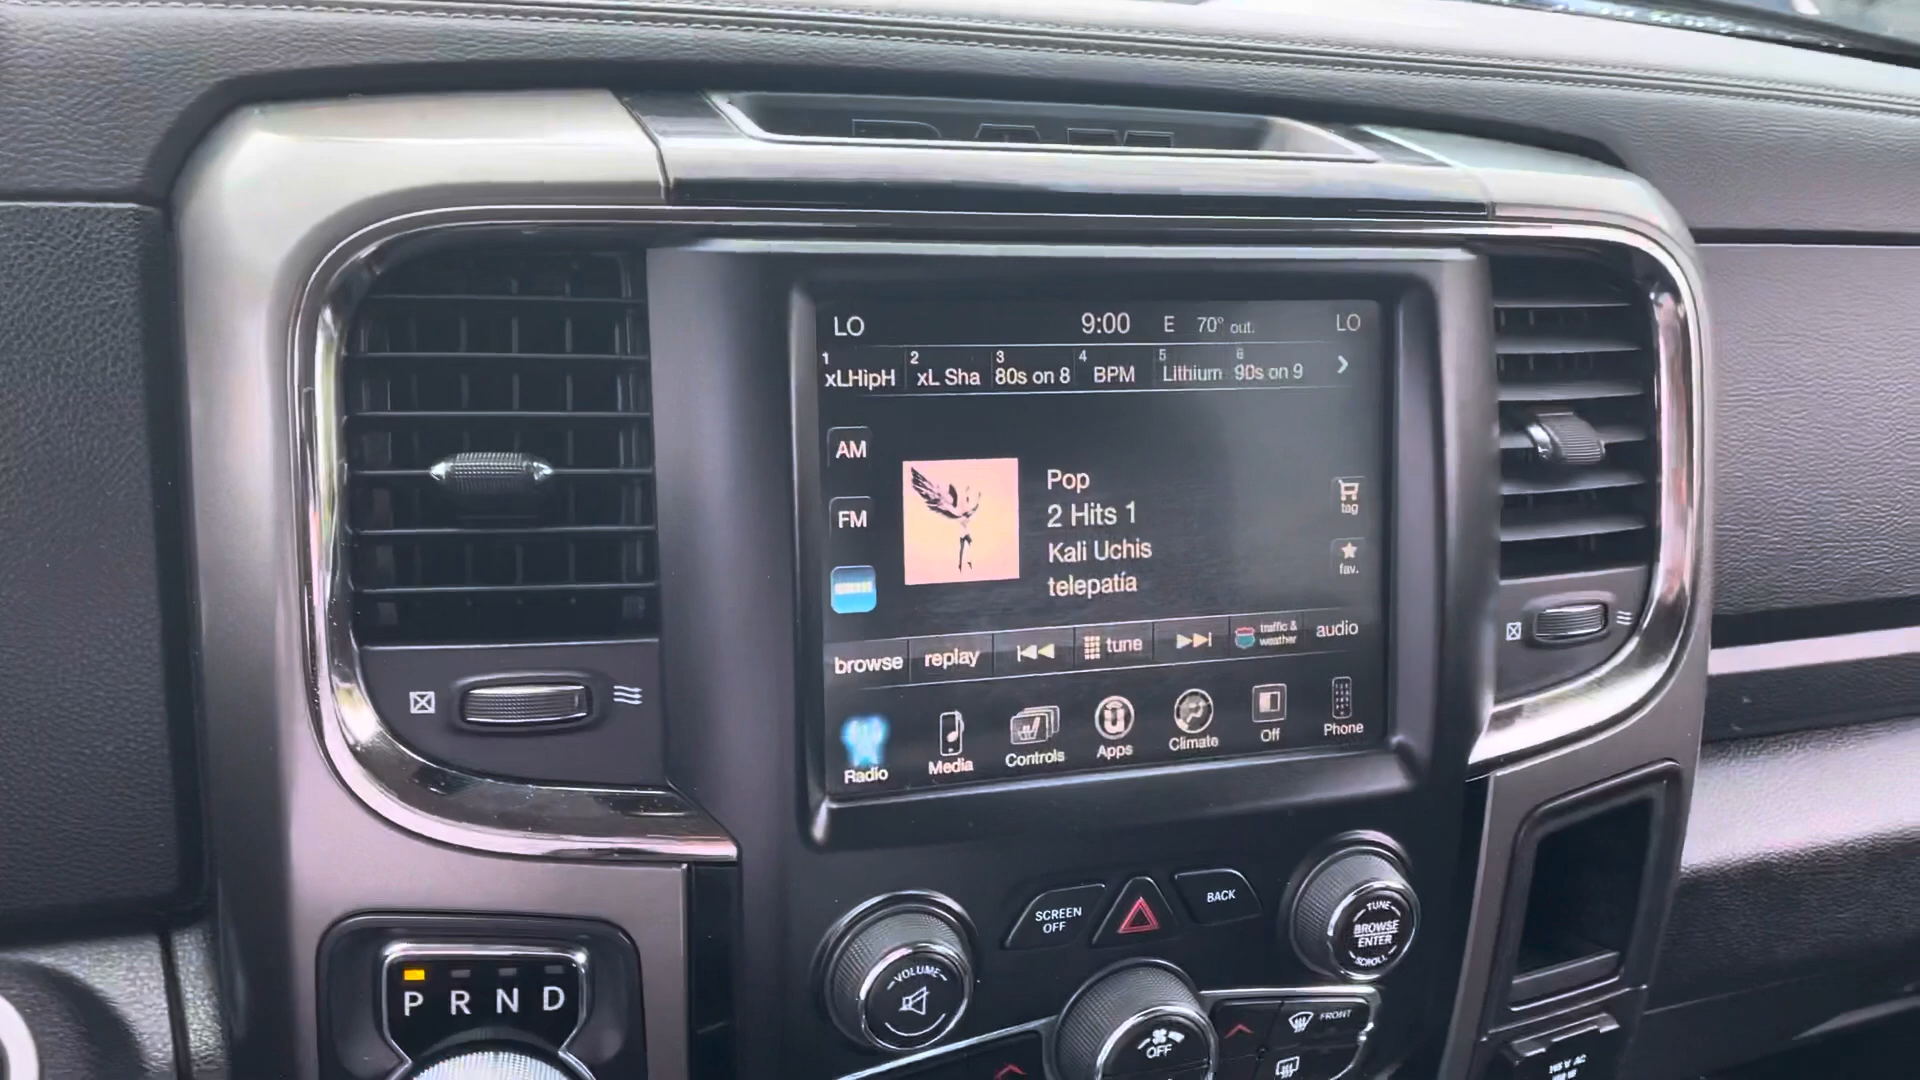 RAM
LO 9:00 E 70° out. LO
1 2 3 4 5 6
xLHipH xL Sha 80s on 8 BPM Lithium 90s on 9
AM
FM
Pop
2 Hits 1
Kali Uchis
telepatía
tag
fav.
browse replay tune traffic & weather audio
Radio Media Controls Apps Climate Off Phone
SCREEN OFF
BACK
VOLUME
TUNE
BROWSE
ENTER
SCROLL
P R N D
OFF
FRONT